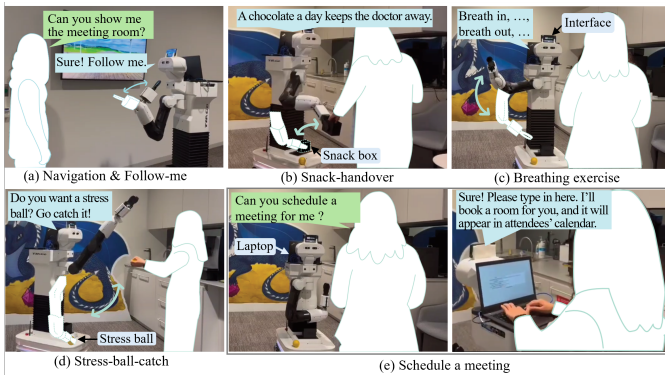 Can you show me
the meeting room?
Sure! Follow me.
(a) Navigation & Follow-me
A chocolate a day keeps the doctor away.
Snack box
(b) Snack-handover
Breath in, …,
breath out, …
Interface
(c) Breathing exercise
Do you want a stress
ball? Go catch it!
Stress ball
(d) Stress-ball-catch
Can you schedule a
meeting for me ?
Laptop
Sure! Please type in here. I’ll
book a room for you, and it will
appear in attendees’ calendar.
(e) Schedule a meeting